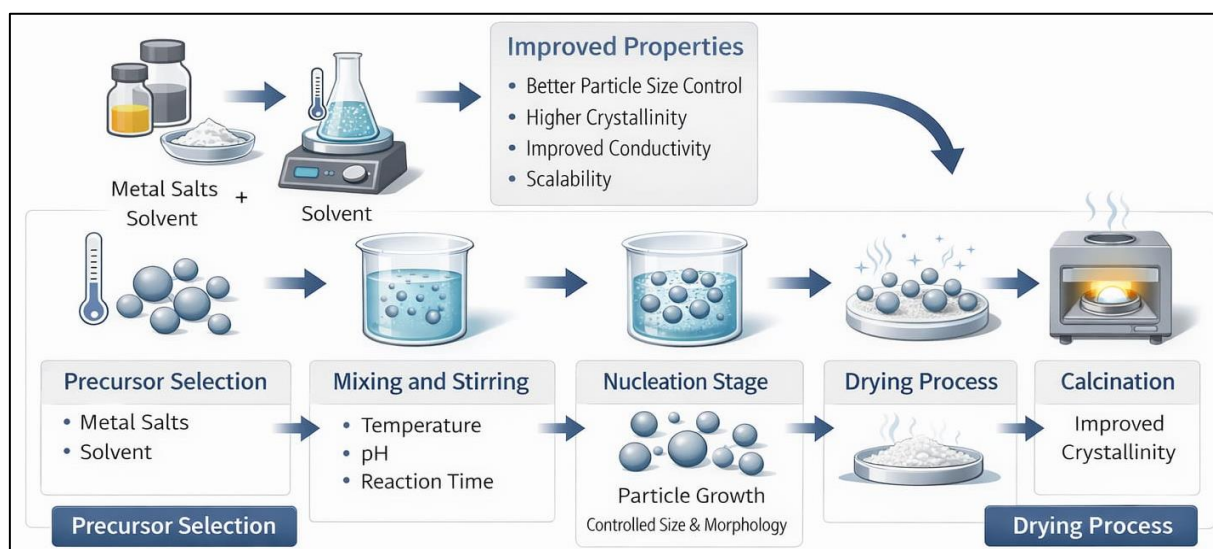 Improved Properties
• Better Particle Size Control
• Higher Crystallinity
• Improved Conductivity
• Scalability
Metal Salts +
Solvent
Solvent
Precursor Selection
• Metal Salts
• Solvent
Mixing and Stirring
• Temperature
• pH
• Reaction Time
Nucleation Stage
Particle Growth
Controlled Size & Morphology
Drying Process
Calcination
Improved
Crystallinity
Precursor Selection
Drying Process